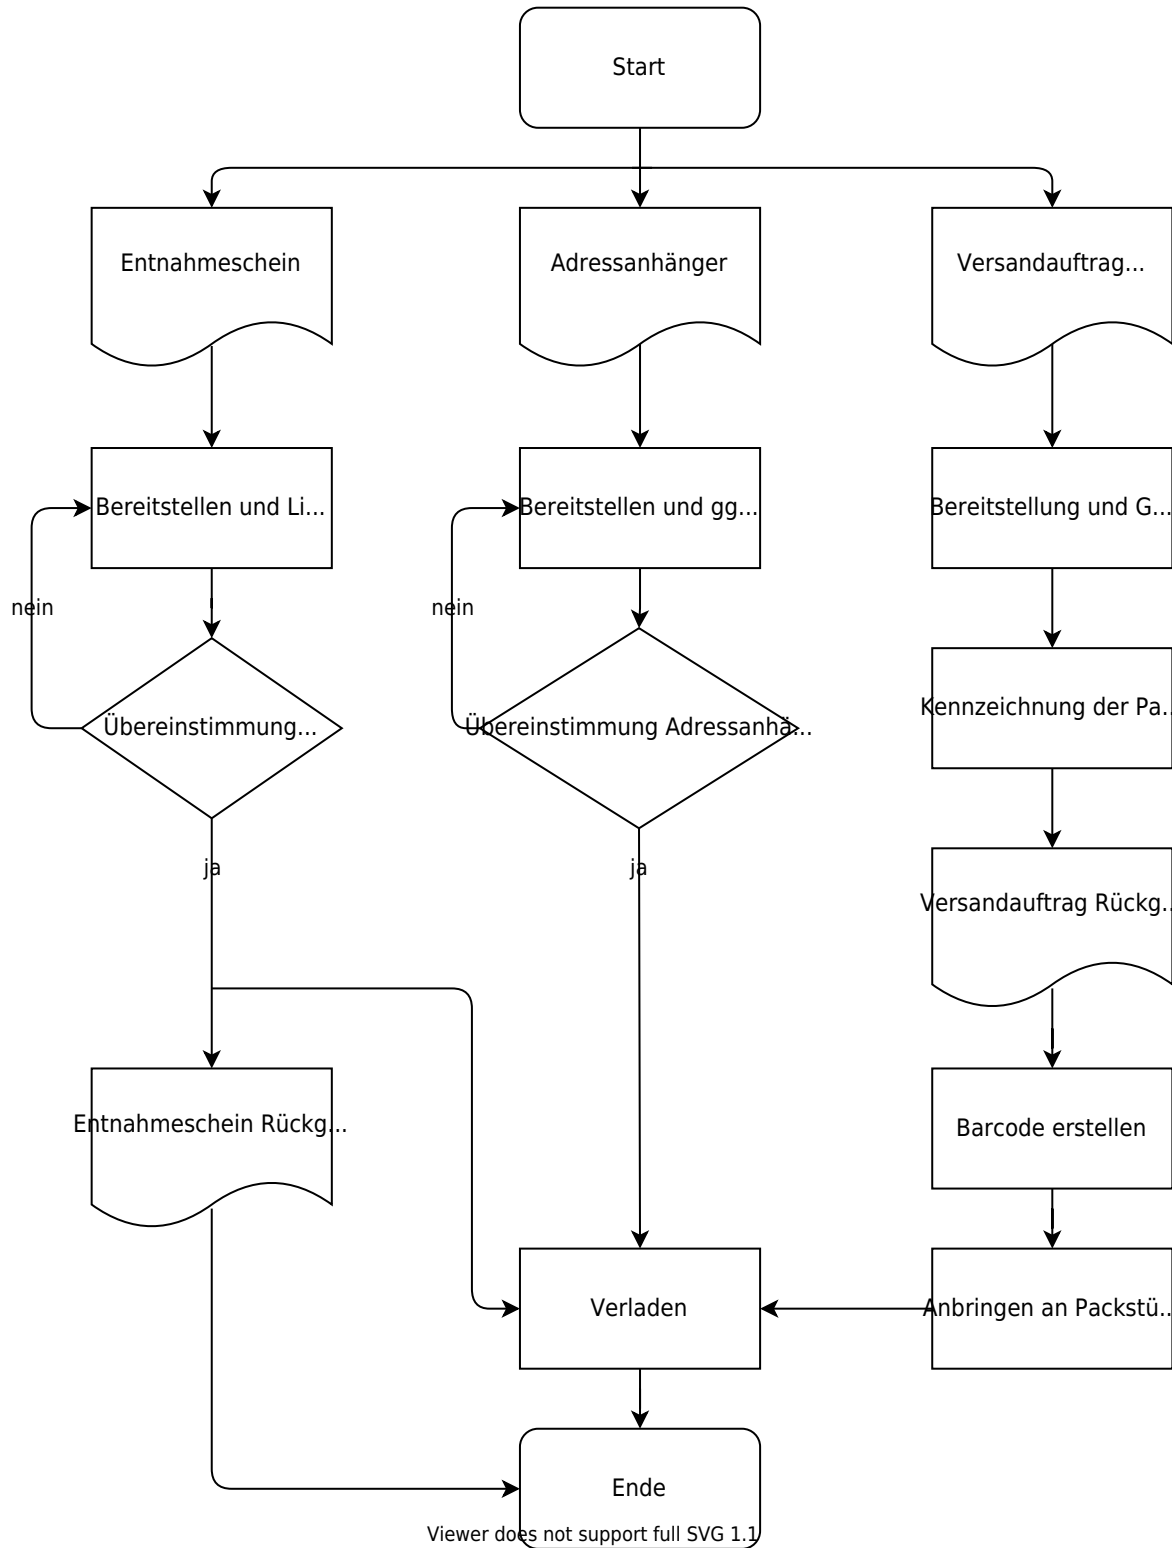 Start
Entnahmeschein
Adressanhänger
Versandauftrag...
Bereitstellen und Li...
Bereitstellen und gg...
Bereitstellung und G...
nein
nein
Übereinstimmung...
Übereinstimmung Adressanhä...
Kennzeichnung der Pa...
ja
ja
Versandauftrag Rückg...
Entnahmeschein Rückg...
Barcode erstellen
Verladen
Anbringen an Packstü...
Ende
Viewer does not support full SVG 1.1